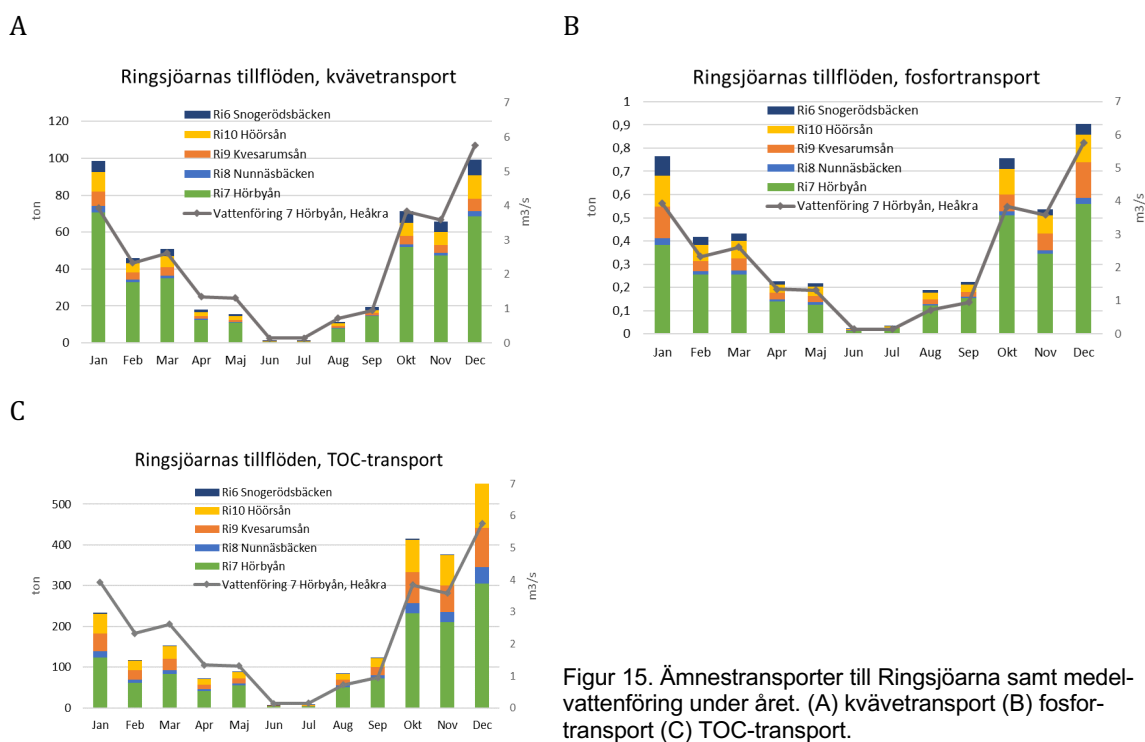 A
Ringsjöarnas tillflöden, kvävetransport
Ri6 Snogerödsbäcken
Ri10 Höörsån
Ri9 Kvesarumsån
Ri8 Nunnäsbäcken
Ri7 Hörbyån
Vattenföring 7 Hörbyån, Heåkra
120
100
80
60
40
20
0
ton
7
6
5
4
3
2
1
0
m3/s
Jan Feb Mar Apr Maj Jun Jul Aug Sep Okt Nov Dec
B
Ringsjöarnas tillflöden, fosfortransport
Ri6 Snogerödsbäcken
Ri10 Höörsån
Ri9 Kvesarumsån
Ri8 Nunnäsbäcken
Ri7 Hörbyån
Vattenföring 7 Hörbyån, Heåkra
1
0,9
0,8
0,7
0,6
0,5
0,4
0,3
0,2
0,1
0
ton
7
6
5
4
3
2
1
0
m3/s
Jan Feb Mar Apr Maj Jun Jul Aug Sep Okt Nov Dec
C
Ringsjöarnas tillflöden, TOC-transport
Ri6 Snogerödsbäcken
Ri10 Höörsån
Ri9 Kvesarumsån
Ri8 Nunnäsbäcken
Ri7 Hörbyån
Vattenföring 7 Hörbyån, Heåkra
500
400
300
200
100
0
ton
7
6
5
4
3
2
1
0
m3/s
Jan Feb Mar Apr Maj Jun Jul Aug Sep Okt Nov Dec
Figur 15. Ämnestransporter till Ringsjöarna samt medel-
vattenföring under året. (A) kvävetransport (B) fosfor-
transport (C) TOC-transport.